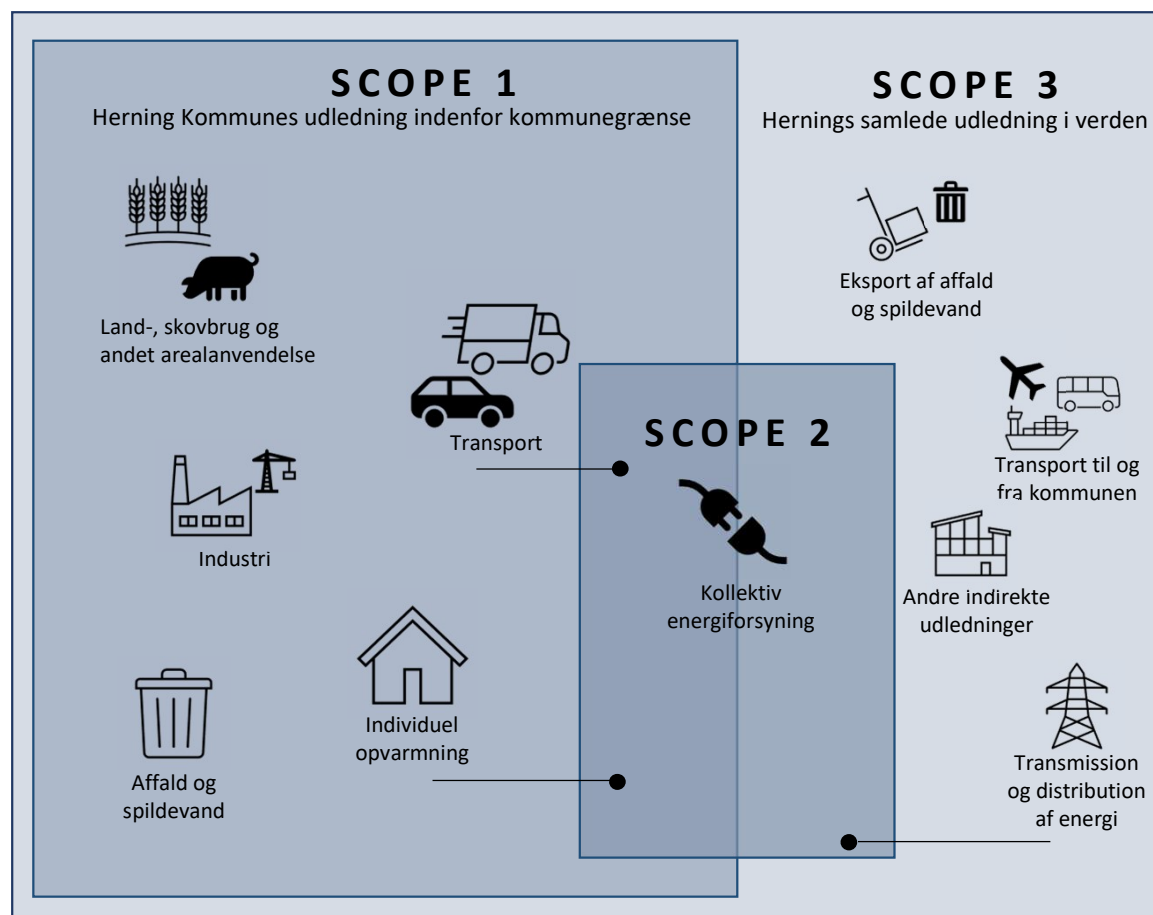 SCOPE 1
Herning Kommunes udledning indenfor kommunegrænse
Land-, skovbrug og
andet arealanvendelse
Transport
Industri
Individuel
opvarmning
Affald og
spildevand
SCOPE 2
Kollektiv
energiforsyning
SCOPE 3
Hernings samlede udledning i verden
Eksport af affald
og spildevand
Transport til og
fra kommunen
Andre indirekte
udledninger
Transmission
og distribution
af energi